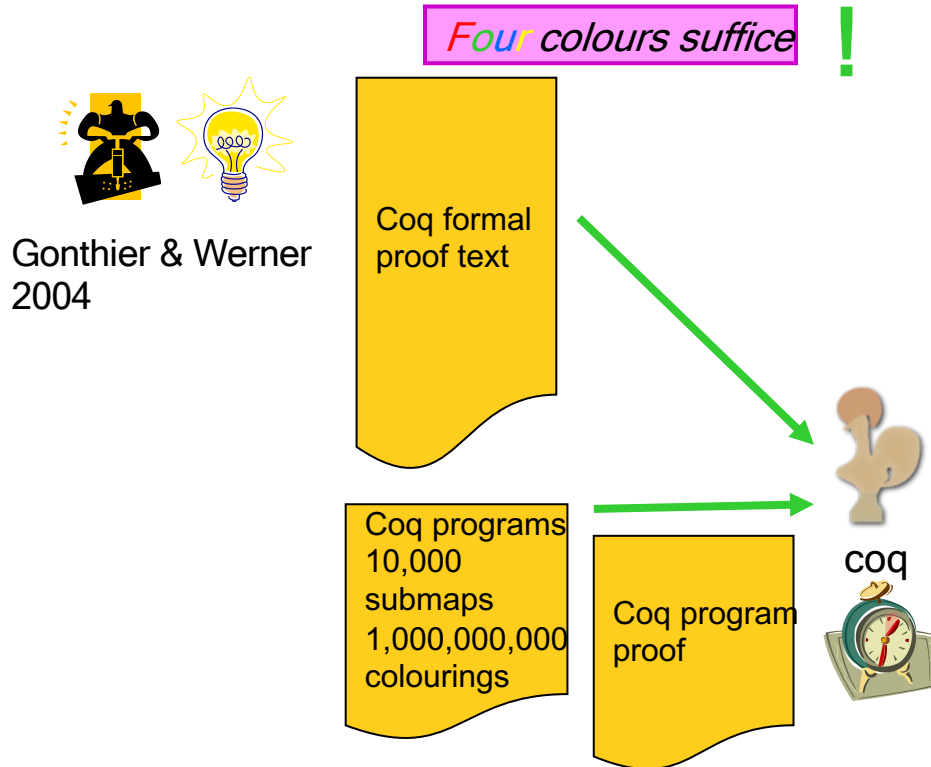 Four colours suffice !
Gonthier & Werner
2004
Coq formal
proof text
Coq programs
10,000
submaps
1,000,000,000
colourings
Coq program
proof
coq